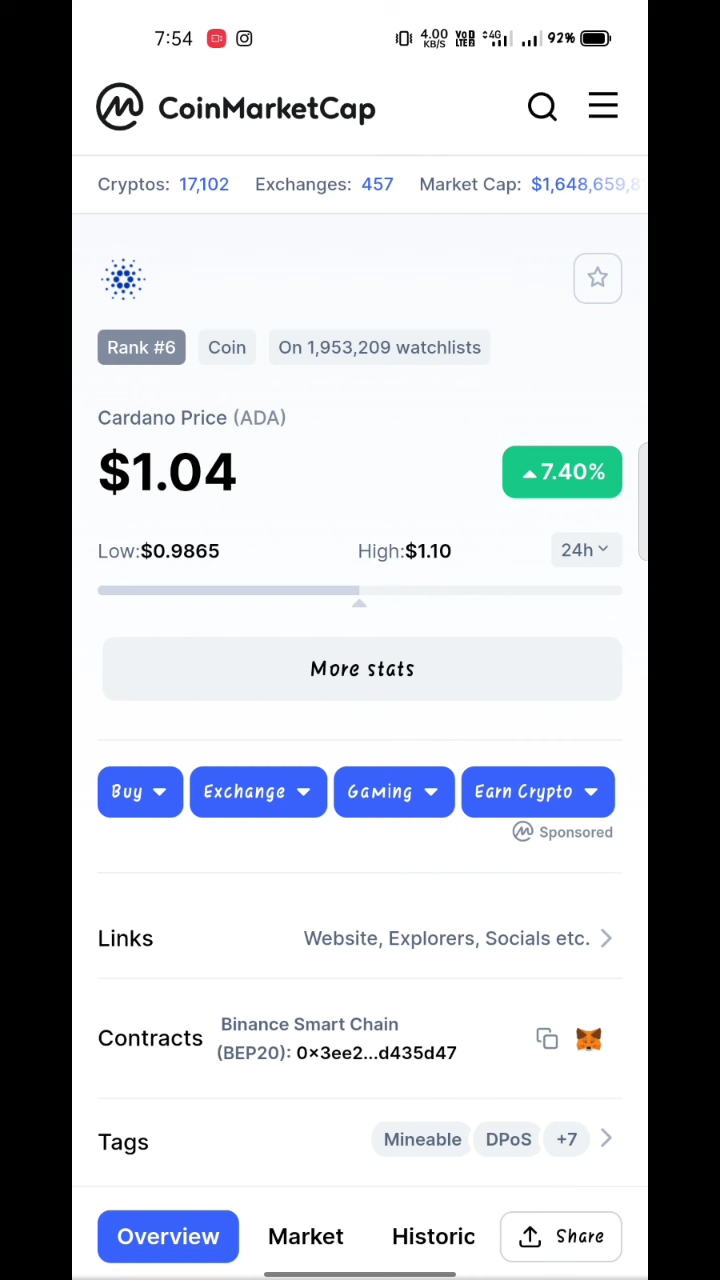 7:54 4.00 KB/S VoD LTE2 4G 92%
CoinMarketCap
Cryptos: 17,102 Exchanges: 457 Market Cap: $1,648,659,8
Rank #6 Coin On 1,953,209 watchlists
Cardano Price (ADA)
$1.04 7.40%
Low:$0.9865 High:$1.10 24h
More stats
Buy Exchange Gaming Earn Crypto
Sponsored
Links Website, Explorers, Socials etc.
Binance Smart Chain
Contracts (BEP20): 0x3ee2...d435d47
Tags Mineable DPoS +7
Overview Market Historic Share